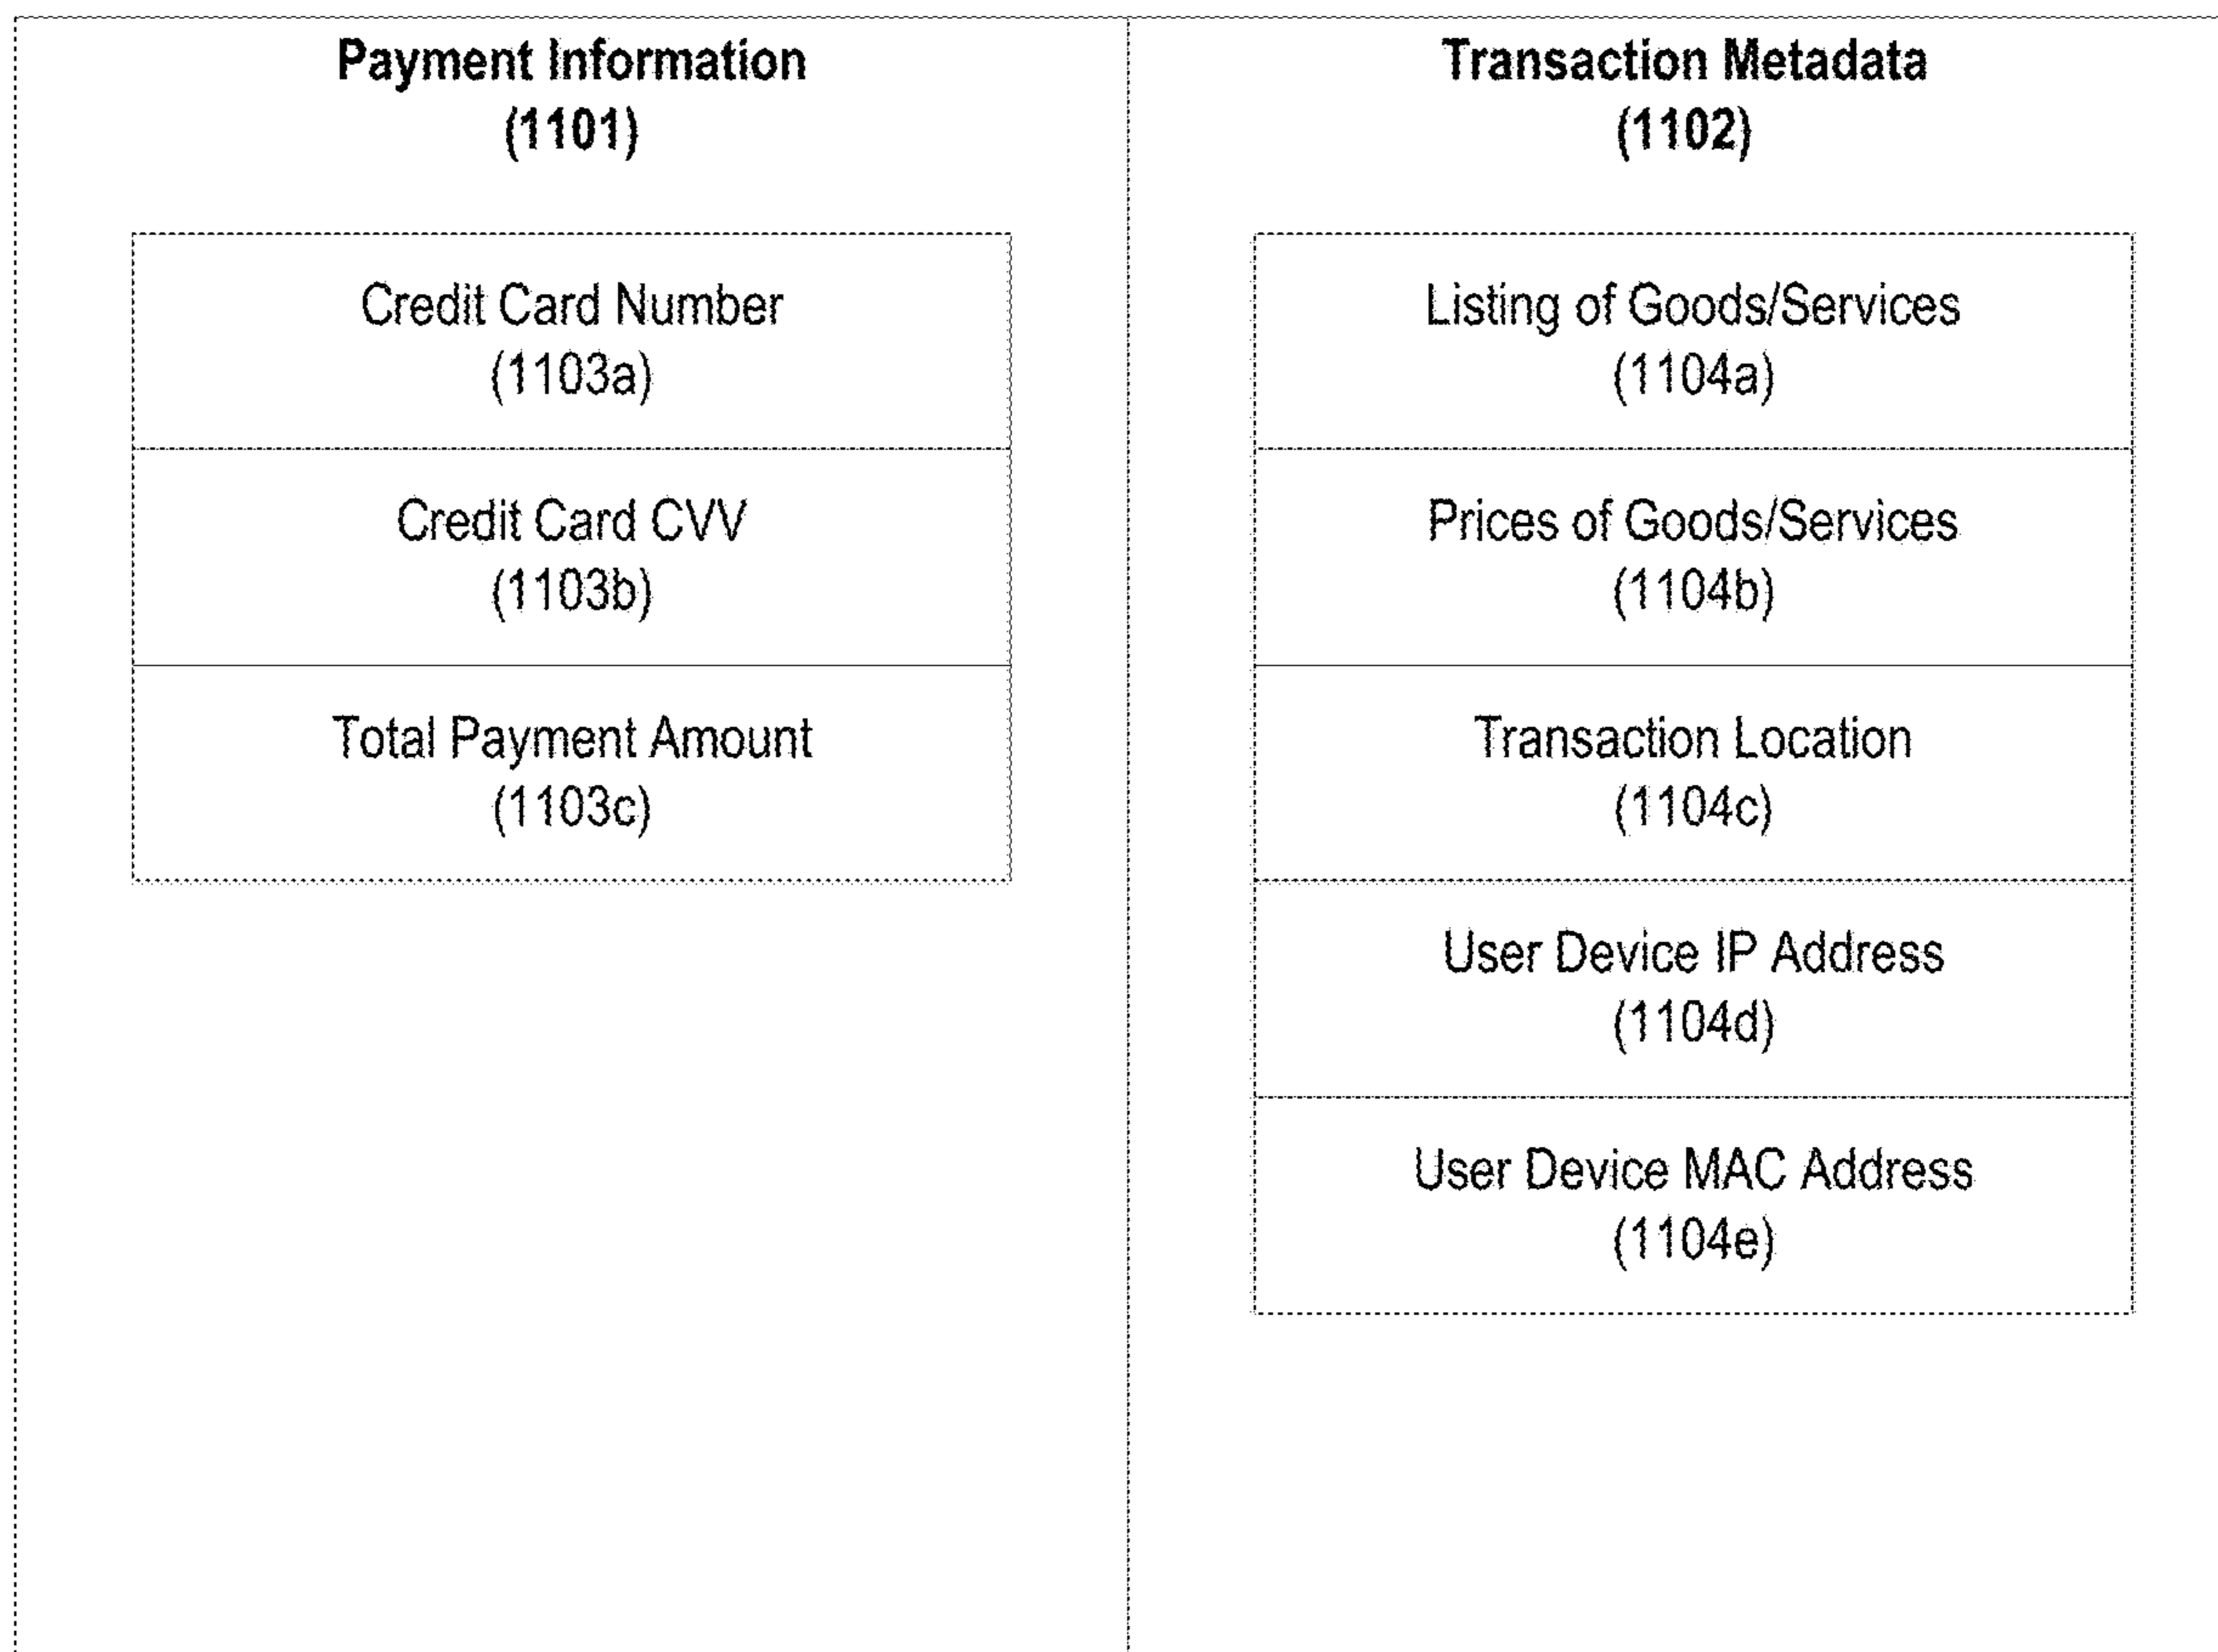 Payment Information
(1101)
Credit Card Number
(1103a)
Credit Card CVV
(1103b)
Total Payment Amount
(1103c)
Transaction Metadata
(1102)
Listing of Goods/Services
(1104a)
Prices of Goods/Services
(1104b)
Transaction Location
(1104c)
User Device IP Address
(1104d)
User Device MAC Address
(1104e)